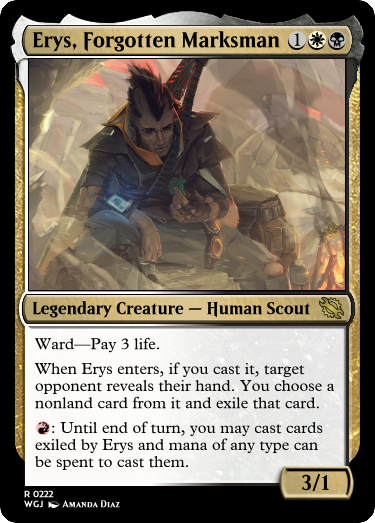 Erys, Forgotten Marksman 1
Legendary Creature — Human Scout
Ward—Pay 3 life.
When Erys enters, if you cast it, target
opponent reveals their hand. You choose a
nonland card from it and exile that card.
: Until end of turn, you may cast cards
exiled by Erys and mana of any type can
be spent to cast them.
3/1
R 0222
WGJ Amanda Diaz